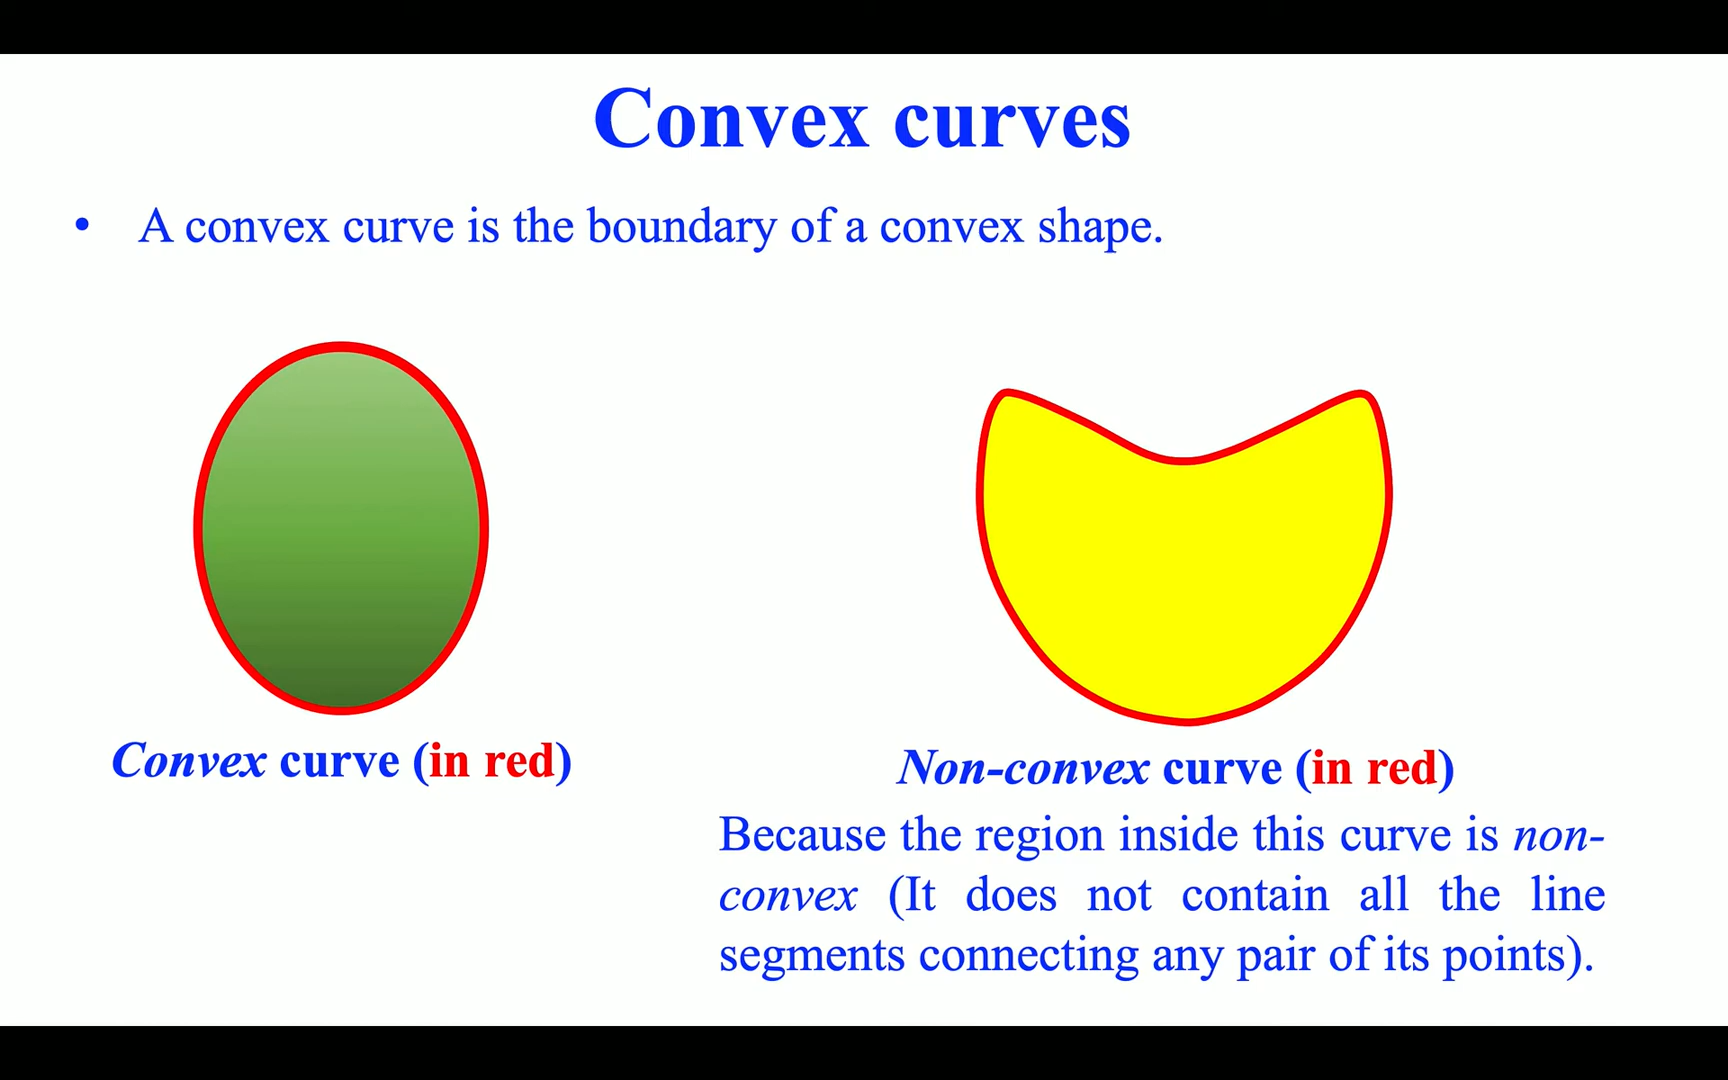 Convex curves
• A convex curve is the boundary of a convex shape.
Convex curve (in red)
Non-convex curve (in red)
Because the region inside this curve is non-
convex (It does not contain all the line
segments connecting any pair of its points).